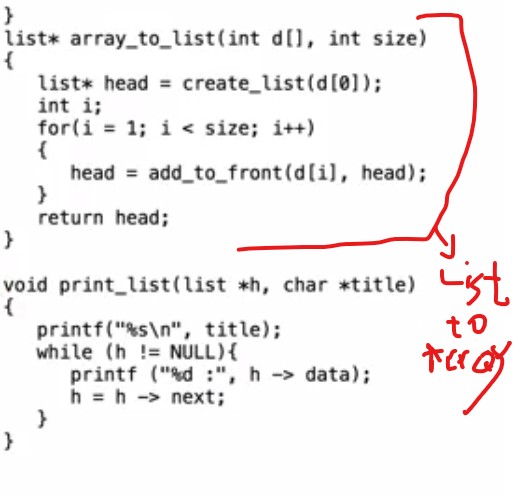 }
list* array_to_list(int d[], int size)
{
    list* head = create_list(d[0]);
    int i;
    for(i = 1; i < size; i++)
    {
        head = add_to_front(d[i], head);
    }
    return head;
}
void print_list(list *h, char *title)
{
    printf("%s\n", title);
    while (h != NULL){
        printf ("%d :", h -> data);
        h = h -> next;
    }
}
List
to
Array